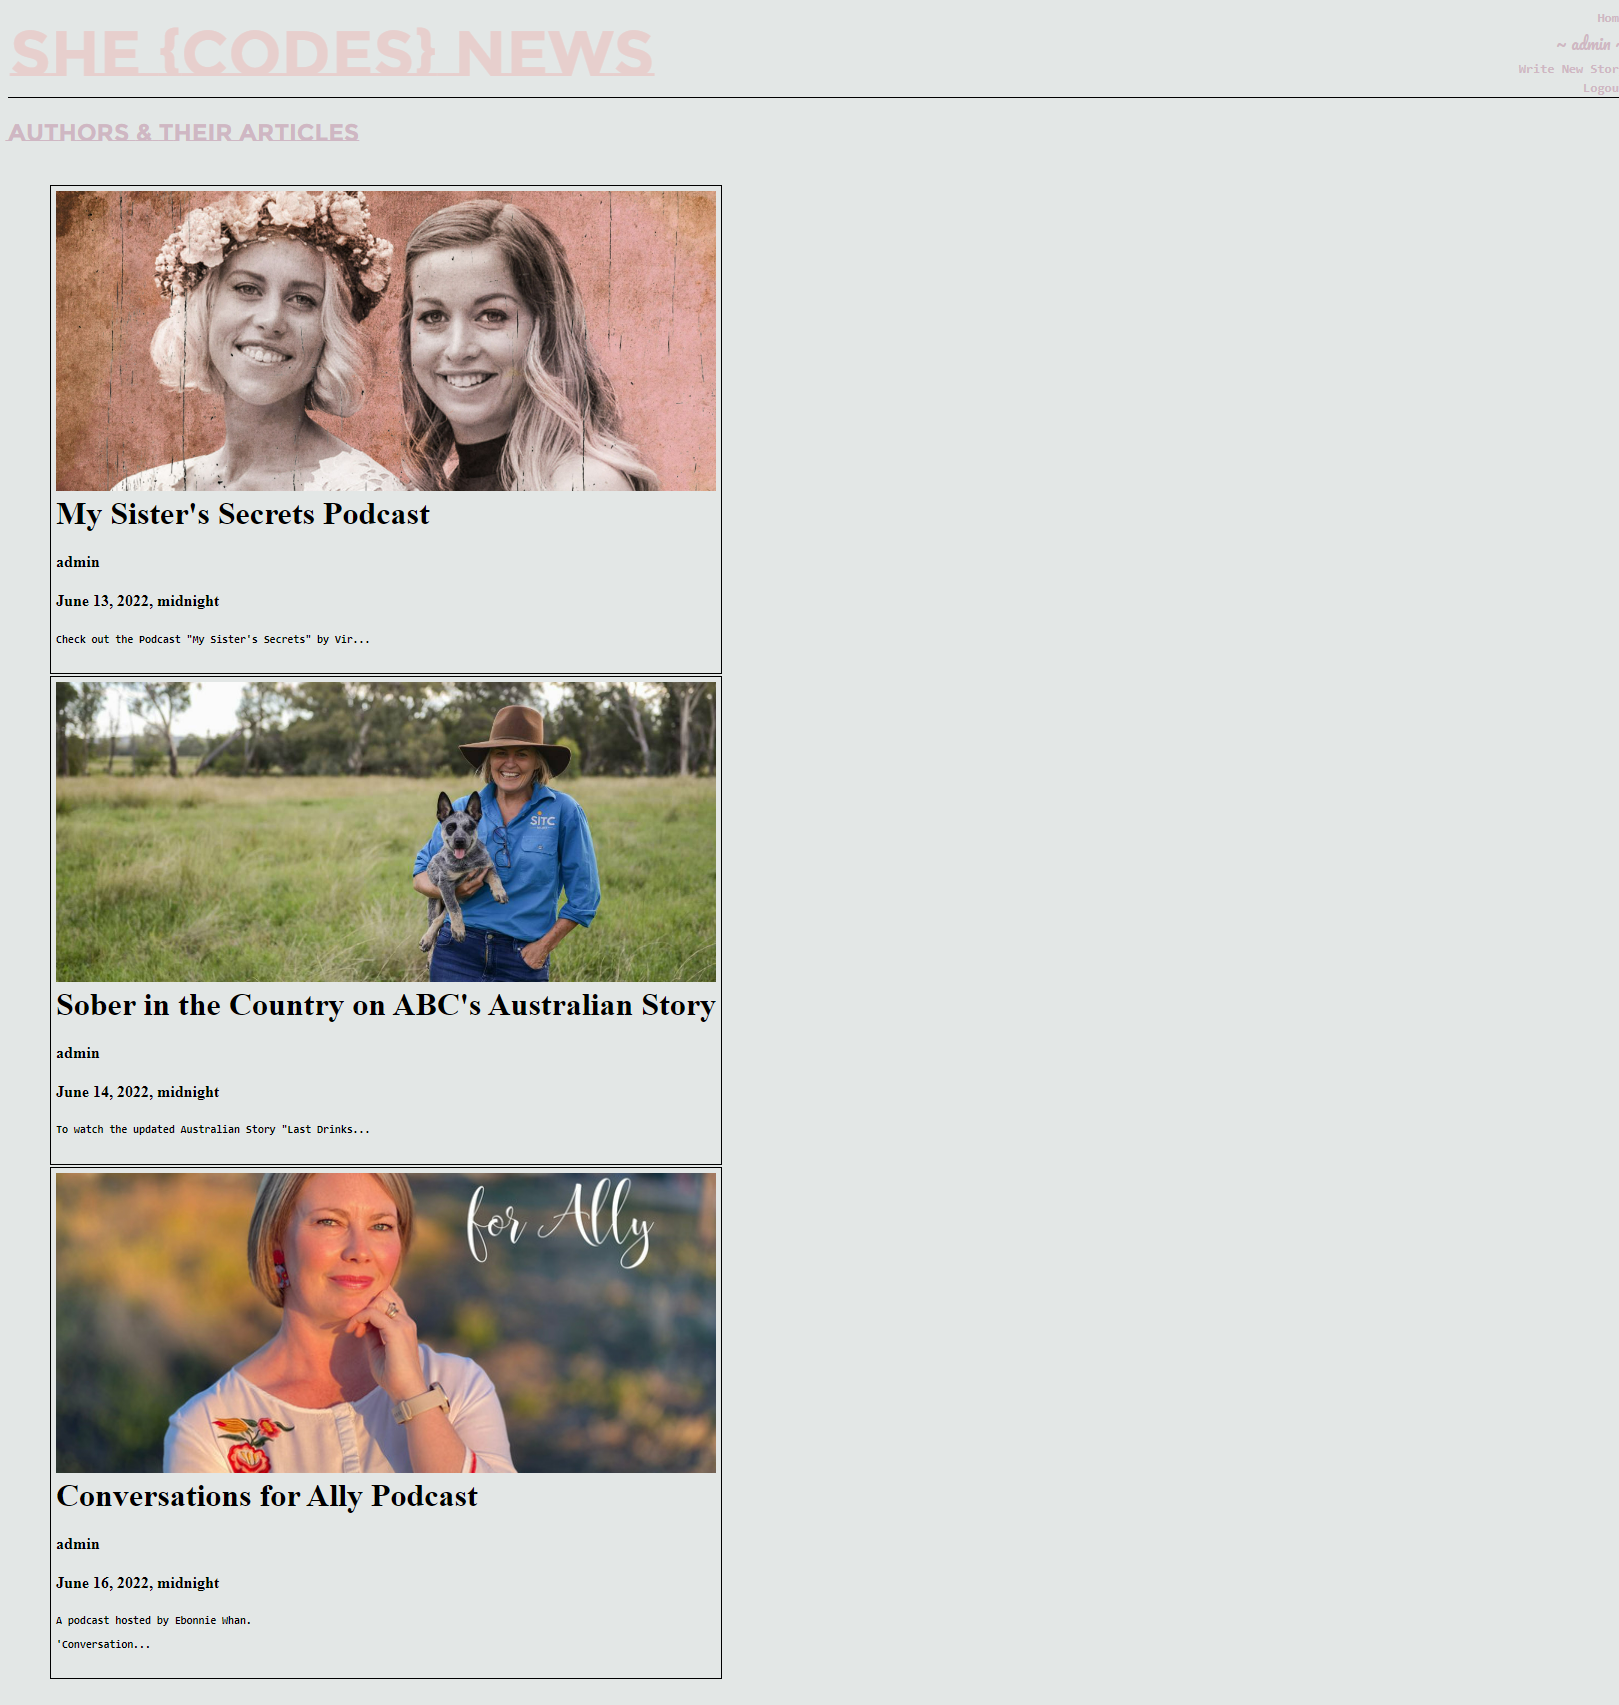 SHE {CODES} NEWS
Hom
~ admin ~
Write New Stor
Logou
AUTHORS & THEIR ARTICLES
My Sister's Secrets Podcast
admin
June 13, 2022, midnight
Check out the Podcast "My Sister's Secrets" by Vir...
SITC
Sober in the Country on ABC's Australian Story
admin
June 14, 2022, midnight
To watch the updated Australian Story "Last Drinks...
for Ally
Conversations for Ally Podcast
admin
June 16, 2022, midnight
A podcast hosted by Ebonnie Whan.
'Conversation...